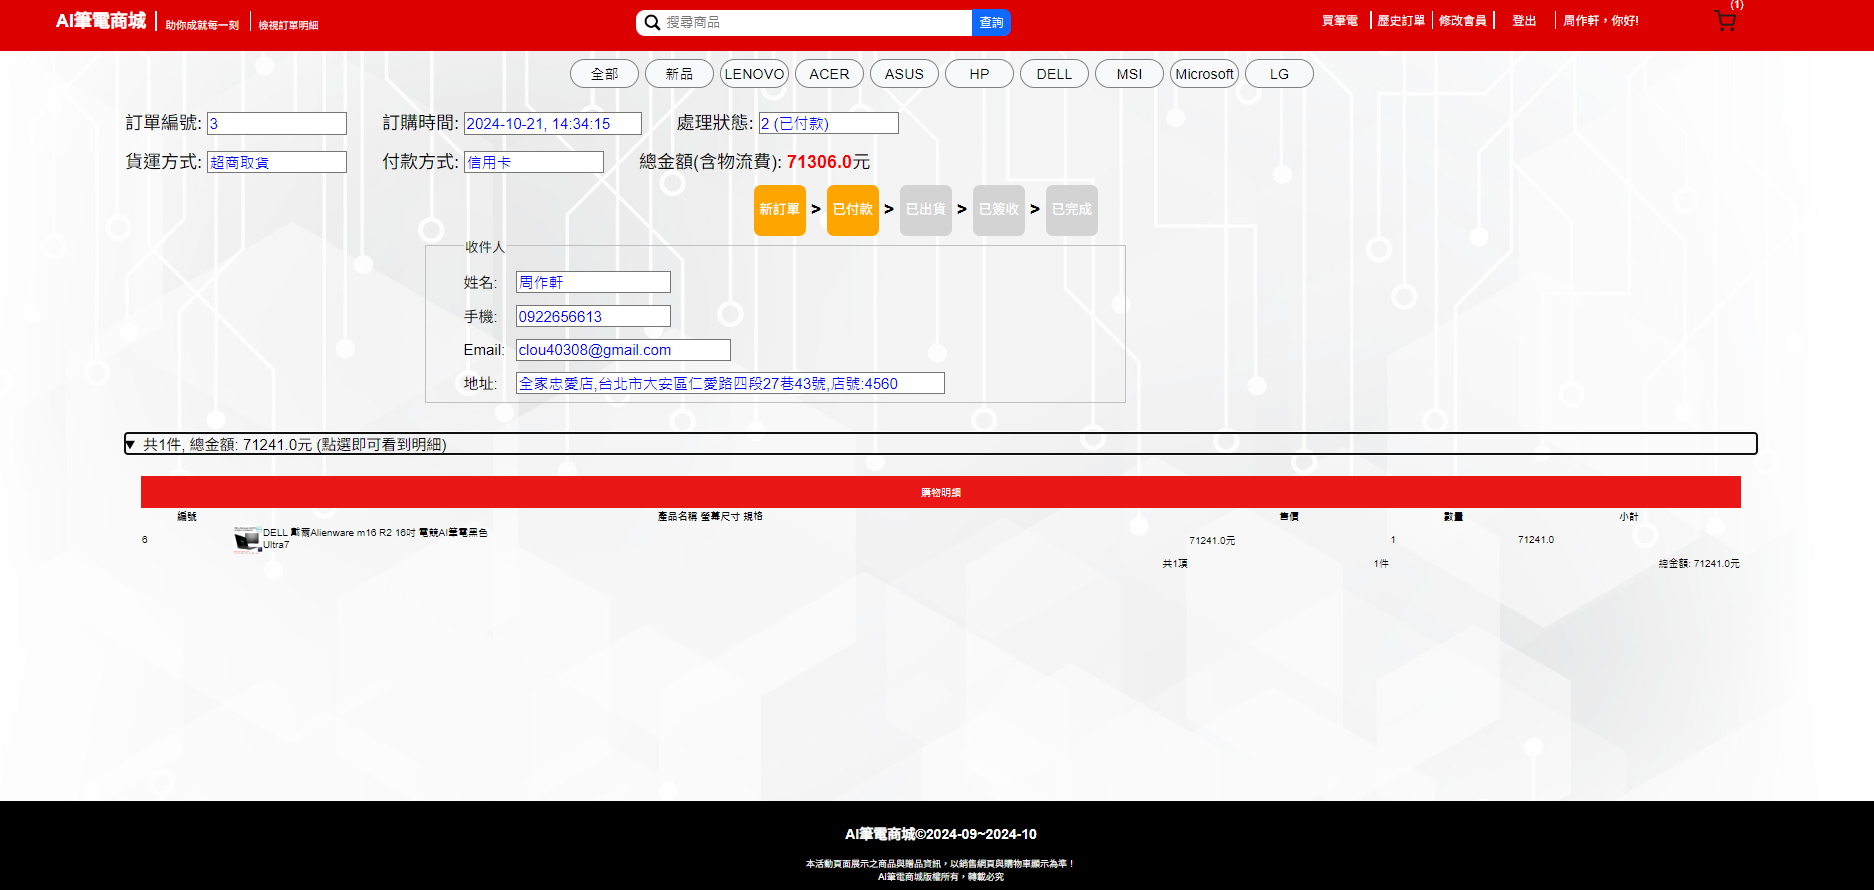 AI筆電商城 助你成就每一刻 檢視訂單明細 搜尋商品 查詢 買筆電 歷史訂單 修改會員 登出 周作軒，你好! (1)
全部 新品 LENOVO ACER ASUS HP DELL MSI Microsoft LG
訂單編號: 3 訂購時間: 2024-10-21, 14:34:15 處理狀態: 2 (已付款)
貨運方式: 超商取貨 付款方式: 信用卡 總金額(含物流費): 71306.0元
新訂單 > 已付款 > 已出貨 > 已簽收 > 已完成
收件人
姓名: 周作軒
手機: 0922656613
Email: clou40308@gmail.com
地址: 全家忠愛店,台北市大安區仁愛路四段27巷43號,店號:4560
▼ 共1件, 總金額: 71241.0元 (點選即可看到明細)
購物明細
編號 產品名稱 螢幕尺寸 規格 售價 數量 小計
6 DELL 戴爾Alienware m16 R2 16吋 電競AI筆電黑色
Ultra7 71241.0元 1 71241.0
共1項 1件 總金額: 71241.0元
AI筆電商城©2024-09~2024-10
本活動頁面展示之商品與贈品資訊，以銷售網頁與購物車顯示為準！
AI筆電商城版權所有，轉載必究